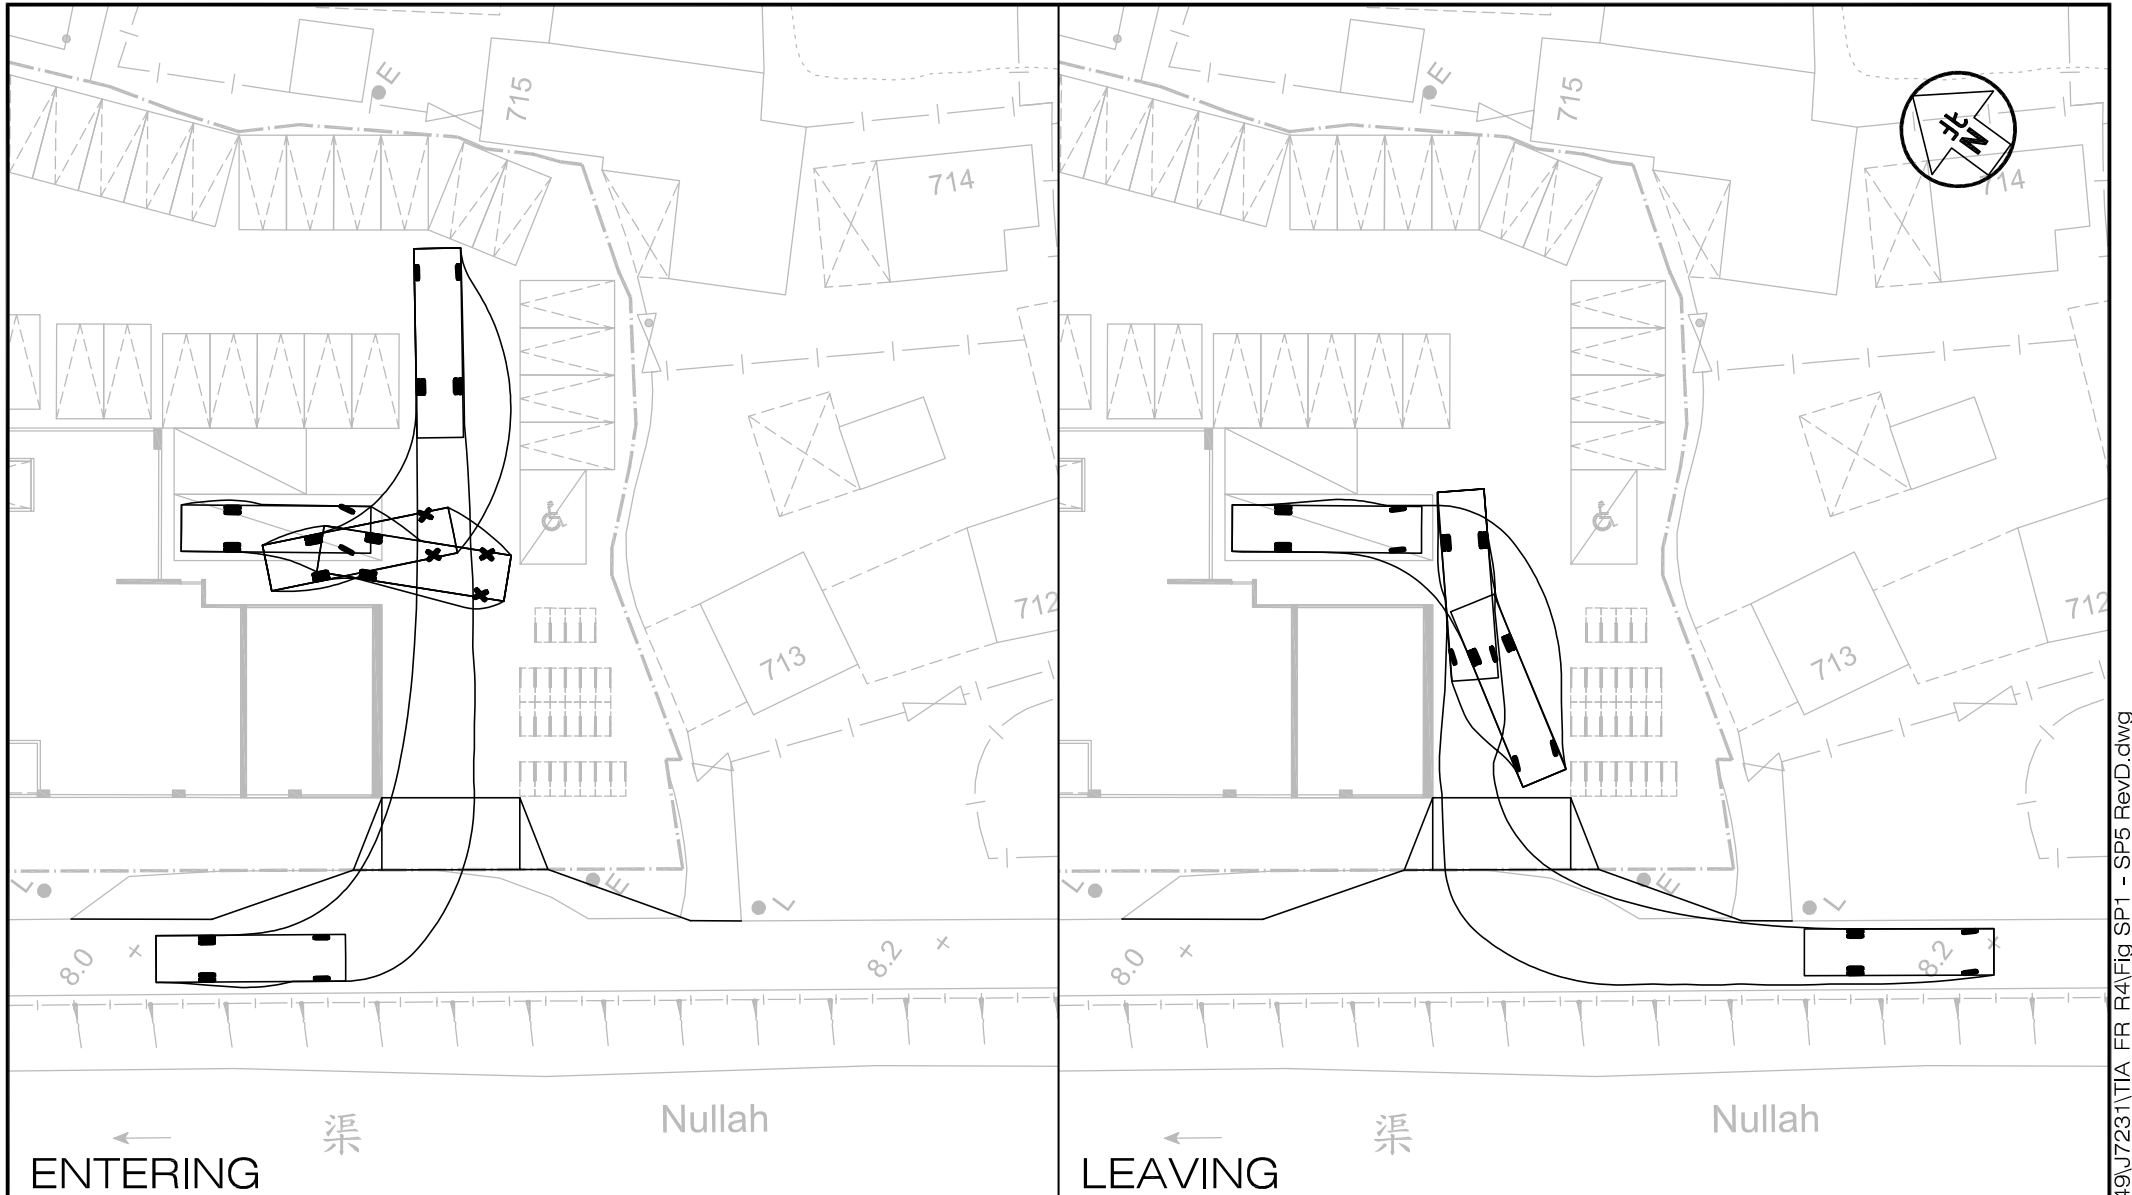 E
715
714
712
713
E
L
L
8.0
8.2
渠
Nullah
ENTERING
E
715
北
N
714
712
713
E
L
L
8.0
8.2
渠
Nullah
LEAVING
49\J7231\TIA FR R4\Fig SP1 - SP5 RevD.dwg